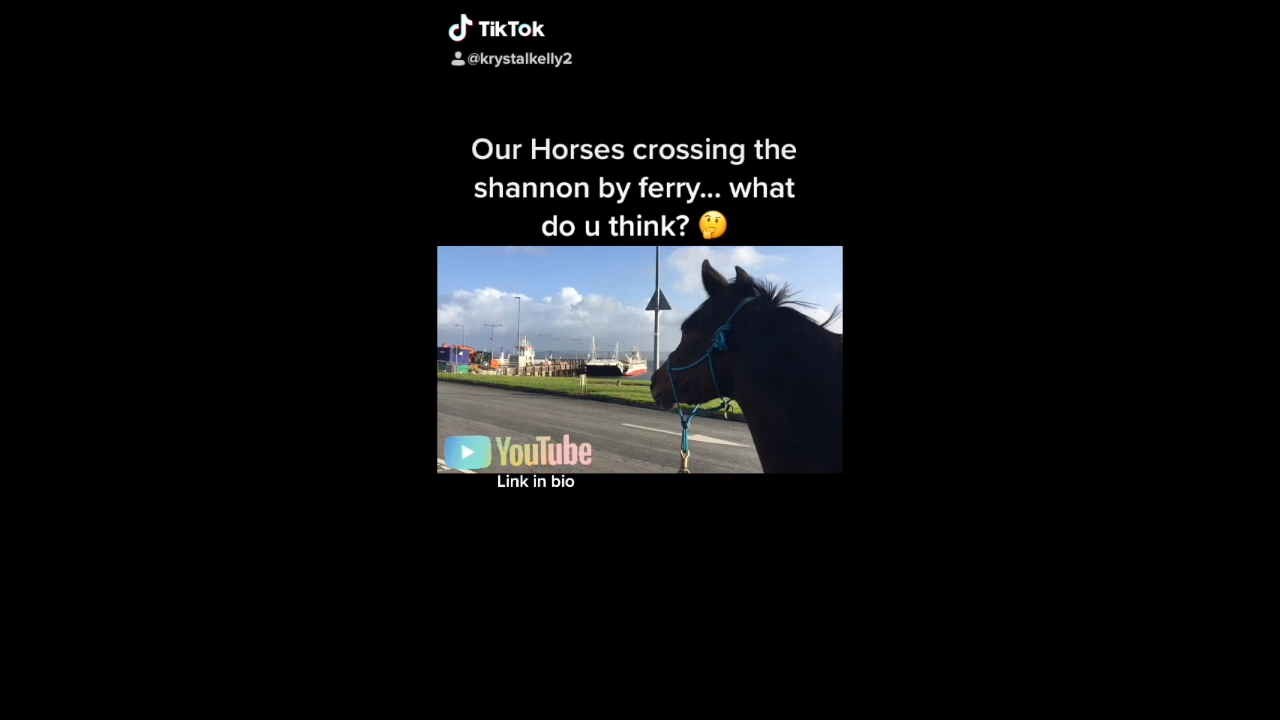 TikTok
@krystalkelly2
Our Horses crossing the
shannon by ferry... what
do u think? 🤔
YouTube
Link in bio